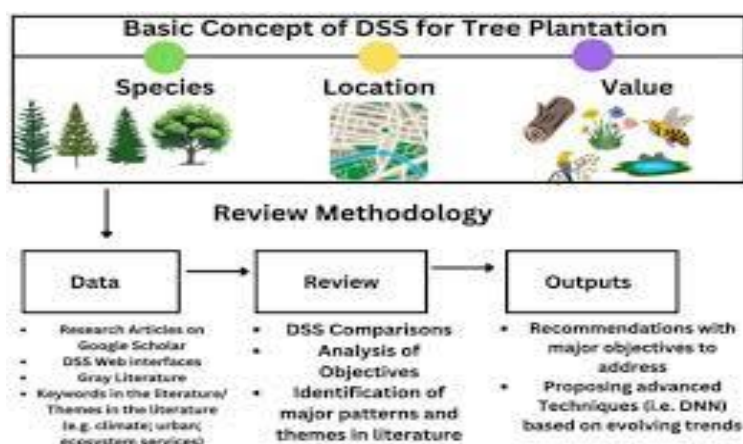 Basic Concept of DSS for Tree Plantation
Species
Location
Value
Review Methodology
Data
Review
Outputs
• Research Articles on
Google Scholar
• DSS Web interfaces
• Gray Literature
• Keywords in the literature/
Themes in the literature
(e.g. climate; urban;
ecosystem services)
• DSS Comparisons
• Analysis of
Objectives
• Identification of
major patterns and
themes in literature
• Recommendations with
major objectives to
address
• Proposing advanced
Techniques (i.e. DNN)
based on evolving trends